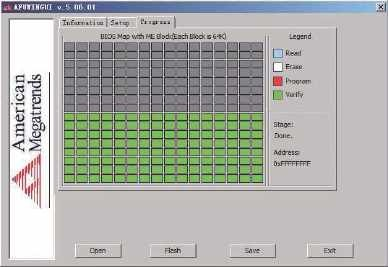 AFUWINGUI v.5.06.01
Information
Setup
Progress
BIOS Map with ME Block(Each Block is 64K)
Legend
Read
Erase
Program
Verify
Stage:
Done.
Address:
0xFFFFFFFF
American
Megatrends
Open
Flash
Save
Exit